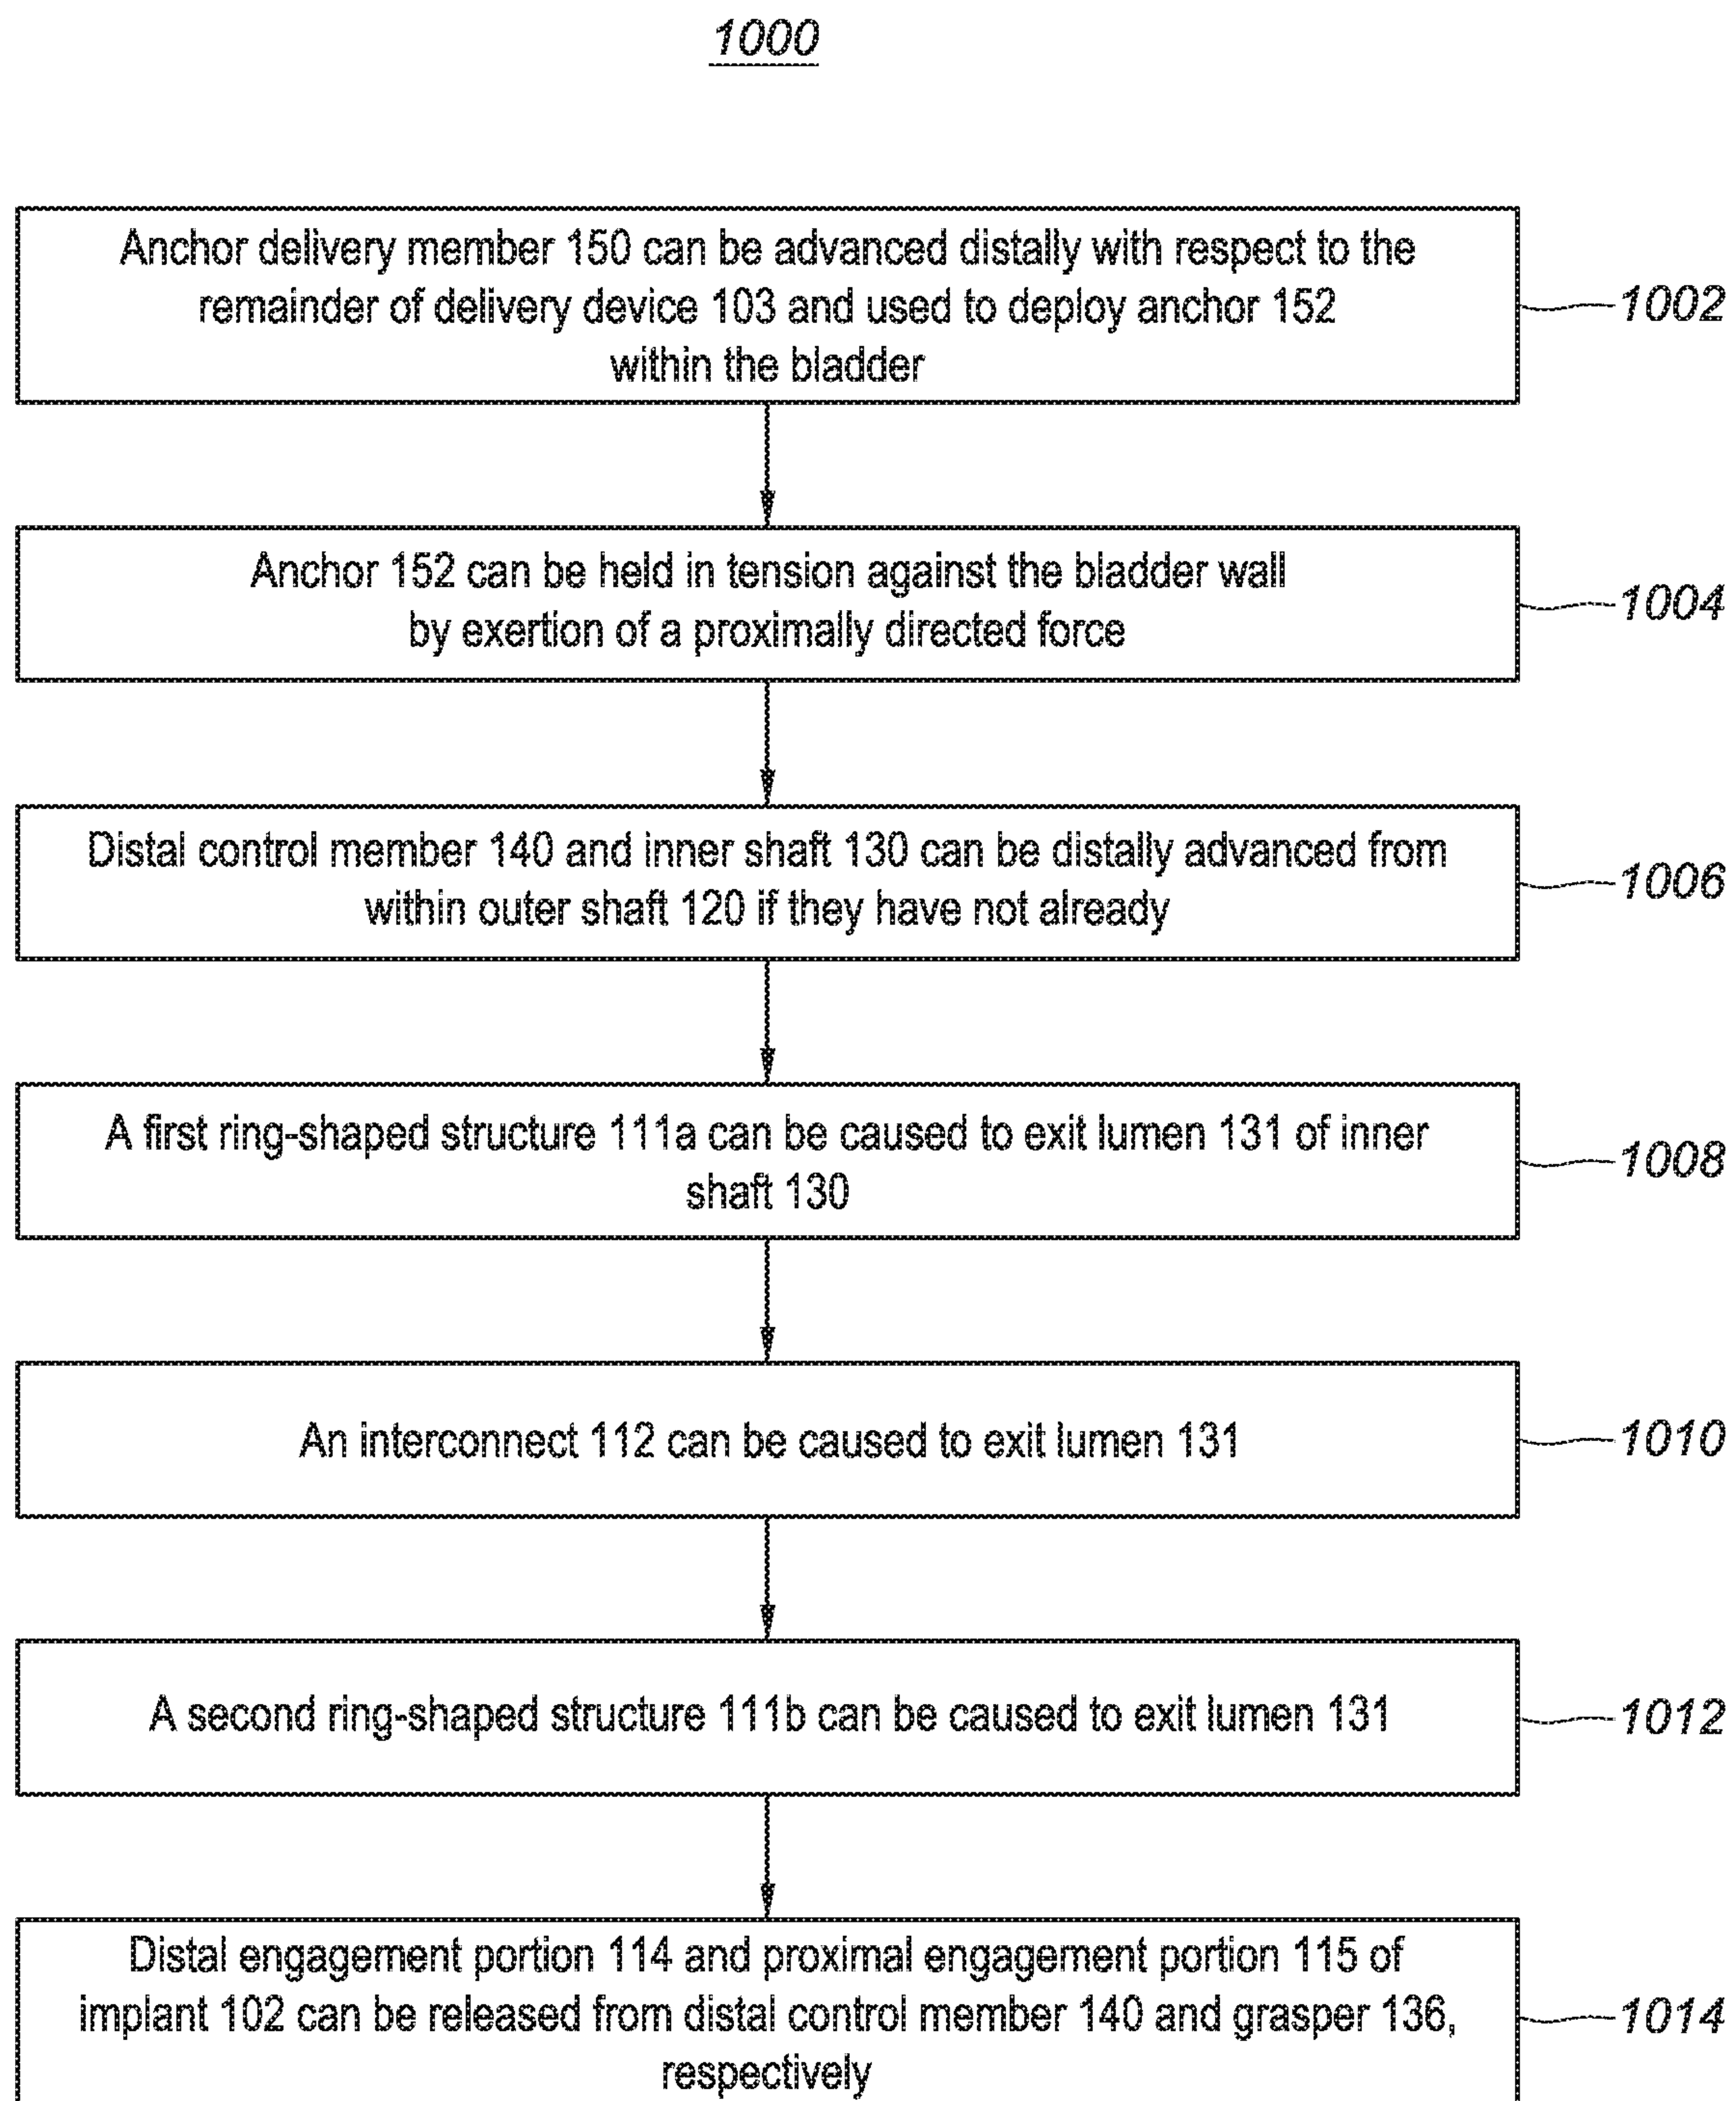 1000
Anchor delivery member 150 can be advanced distally with respect to the
remainder of delivery device 103 and used to deploy anchor 152
within the bladder
1002
Anchor 152 can be held in tension against the bladder wall
by exertion of a proximally directed force
1004
Distal control member 140 and inner shaft 130 can be distally advanced from
within outer shaft 120 if they have not already
1006
A first ring-shaped structure 111a can be caused to exit lumen 131 of inner
shaft 130
1008
An interconnect 112 can be caused to exit lumen 131
1010
A second ring-shaped structure 111b can be caused to exit lumen 131
1012
Distal engagement portion 114 and proximal engagement portion 115 of
implant 102 can be released from distal control member 140 and grasper 136,
respectively
1014